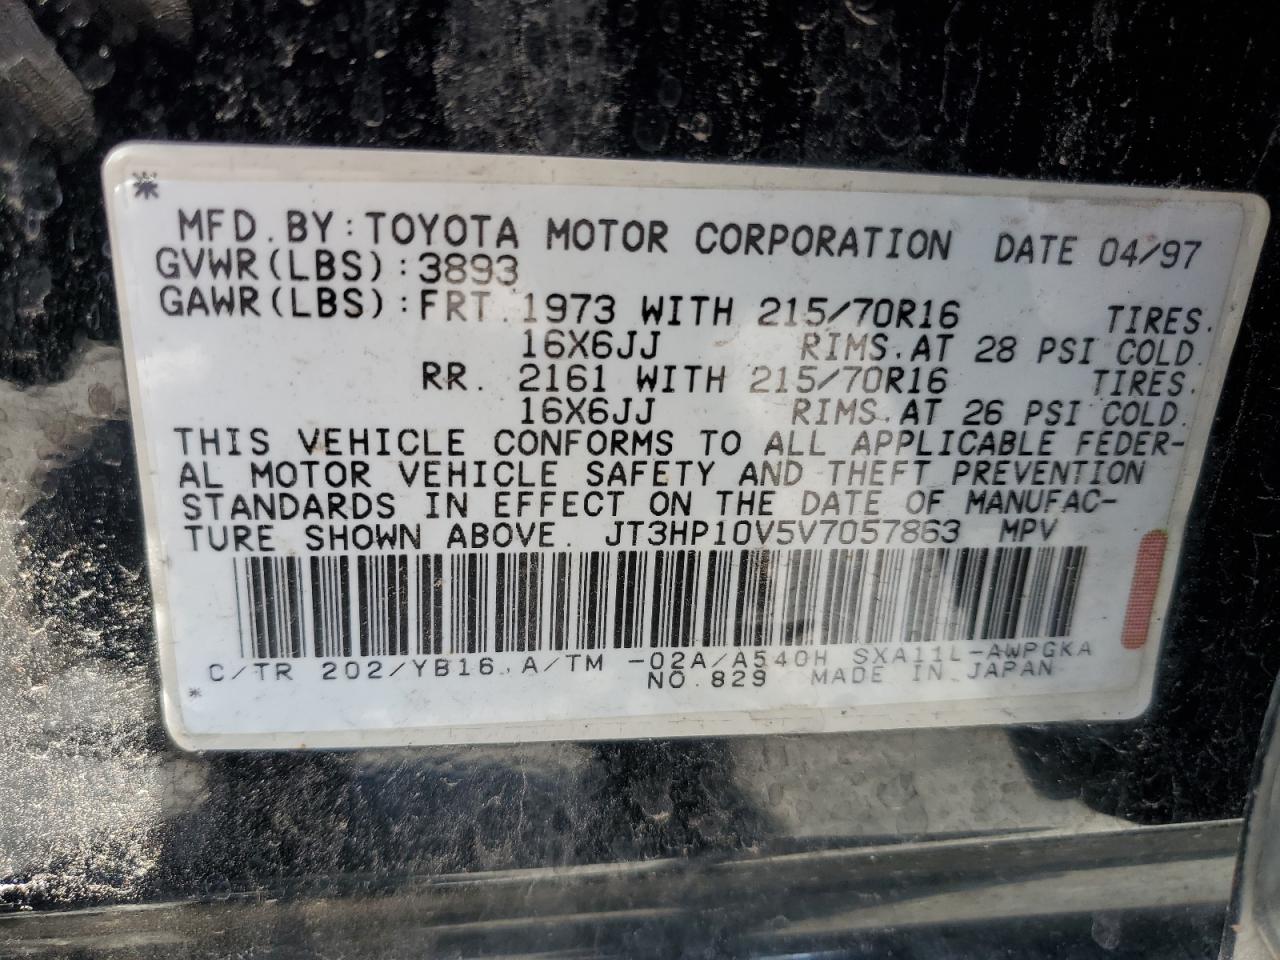 MFD. BY: TOYOTA MOTOR CORPORATION DATE 04/97
GVWR(LBS):3893
GAWR(LBS):FRT. 1973 WITH 215/70R16 TIRES.
16X6JJ RIMS. AT 28 PSI COLD.
RR. 2161 WITH 215/70R16 TIRES.
16X6JJ RIMS. AT 26 PSI COLD.
THIS VEHICLE CONFORMS TO ALL APPLICABLE FEDER-
AL MOTOR VEHICLE SAFETY AND THEFT PREVENTION
STANDARDS IN EFFECT ON THE DATE OF MANUFAC-
TURE SHOWN ABOVE. JT3HP10V5V7057863 MPV
C/TR 202/YB16, A/TM -02A/A540H SXA11L-AWPGKA
NO. 829 MADE IN JAPAN